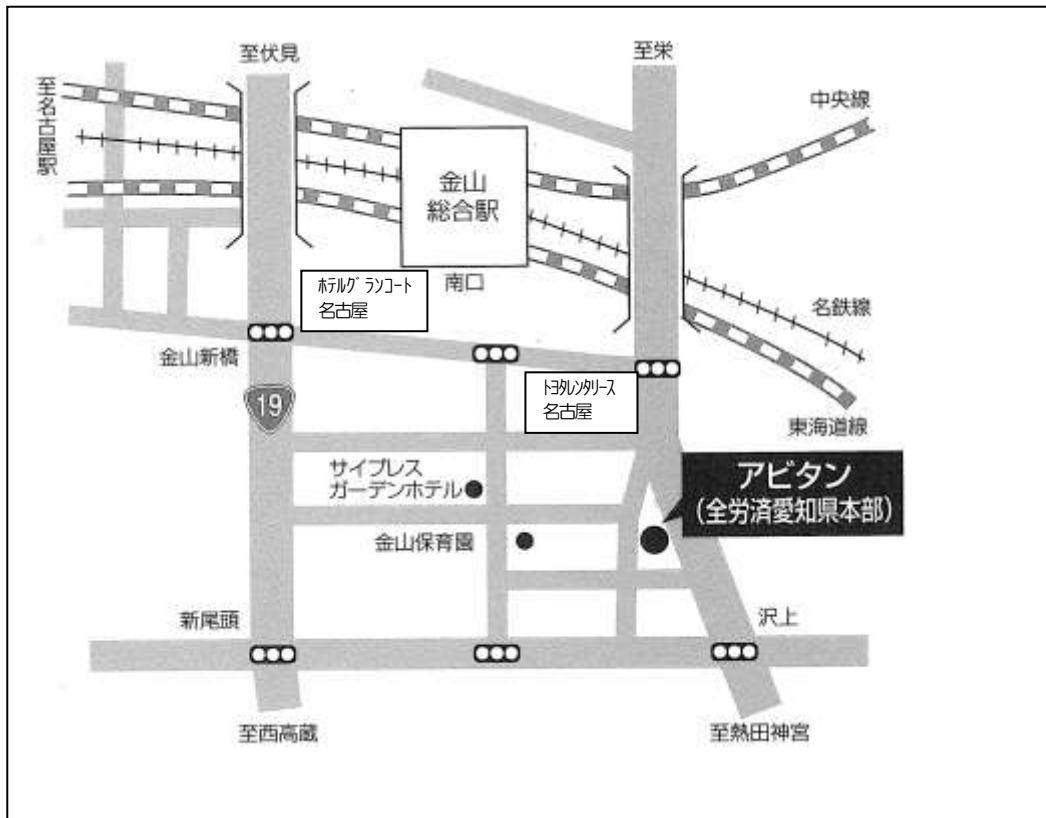 至伏見
至栄
至名古屋駅
中央線
金山
総合駅
ﾎﾃﾙｸﾞﾗﾝｺｰﾄ
名古屋
南口
名鉄線
金山新橋
ﾄﾖﾀﾚﾝﾀﾘｰｽ
名古屋
19
東海道線
サイプレス
ガーデンホテル
アビタン
(全労済愛知県本部)
金山保育園
新尾頭
沢上
至西高蔵
至熱田神宮